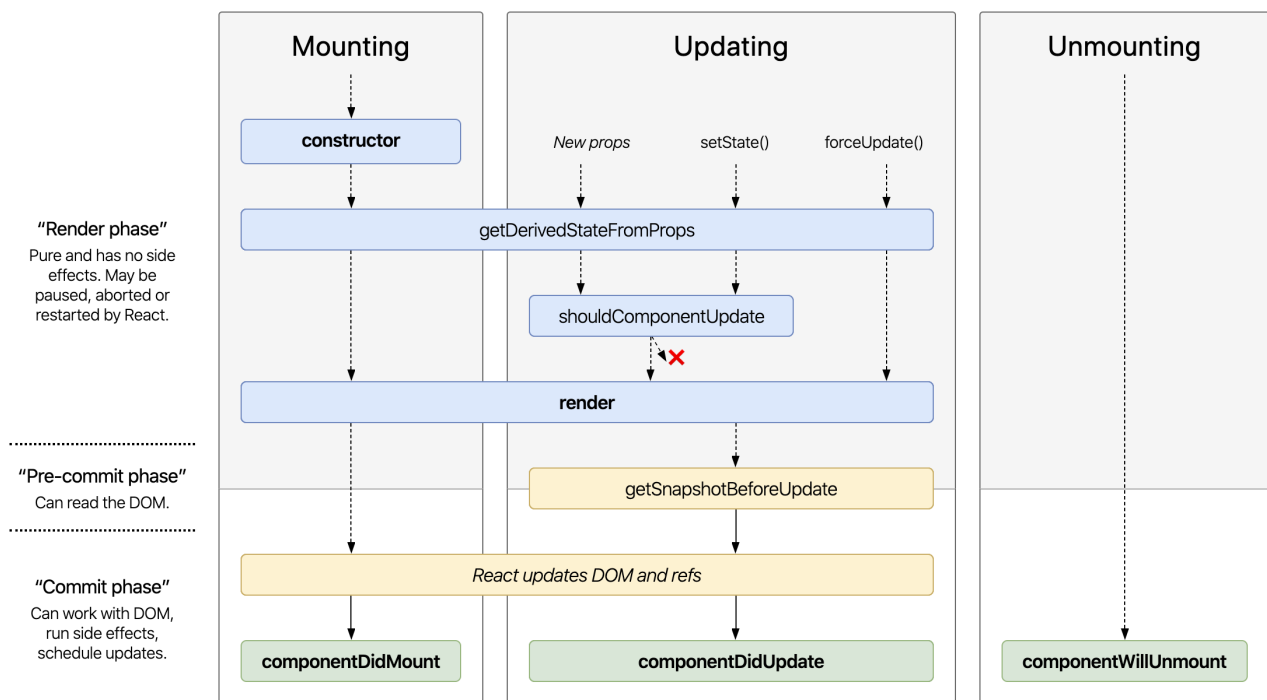 Mounting
Updating
Unmounting
constructor
New props
setState()
forceUpdate()
“Render phase”
Pure and has no side
effects. May be
paused, aborted or
restarted by React.
getDerivedStateFromProps
shouldComponentUpdate
render
“Pre-commit phase”
Can read the DOM.
getSnapshotBeforeUpdate
“Commit phase”
Can work with DOM,
run side effects,
schedule updates.
React updates DOM and refs
componentDidMount
componentDidUpdate
componentWillUnmount